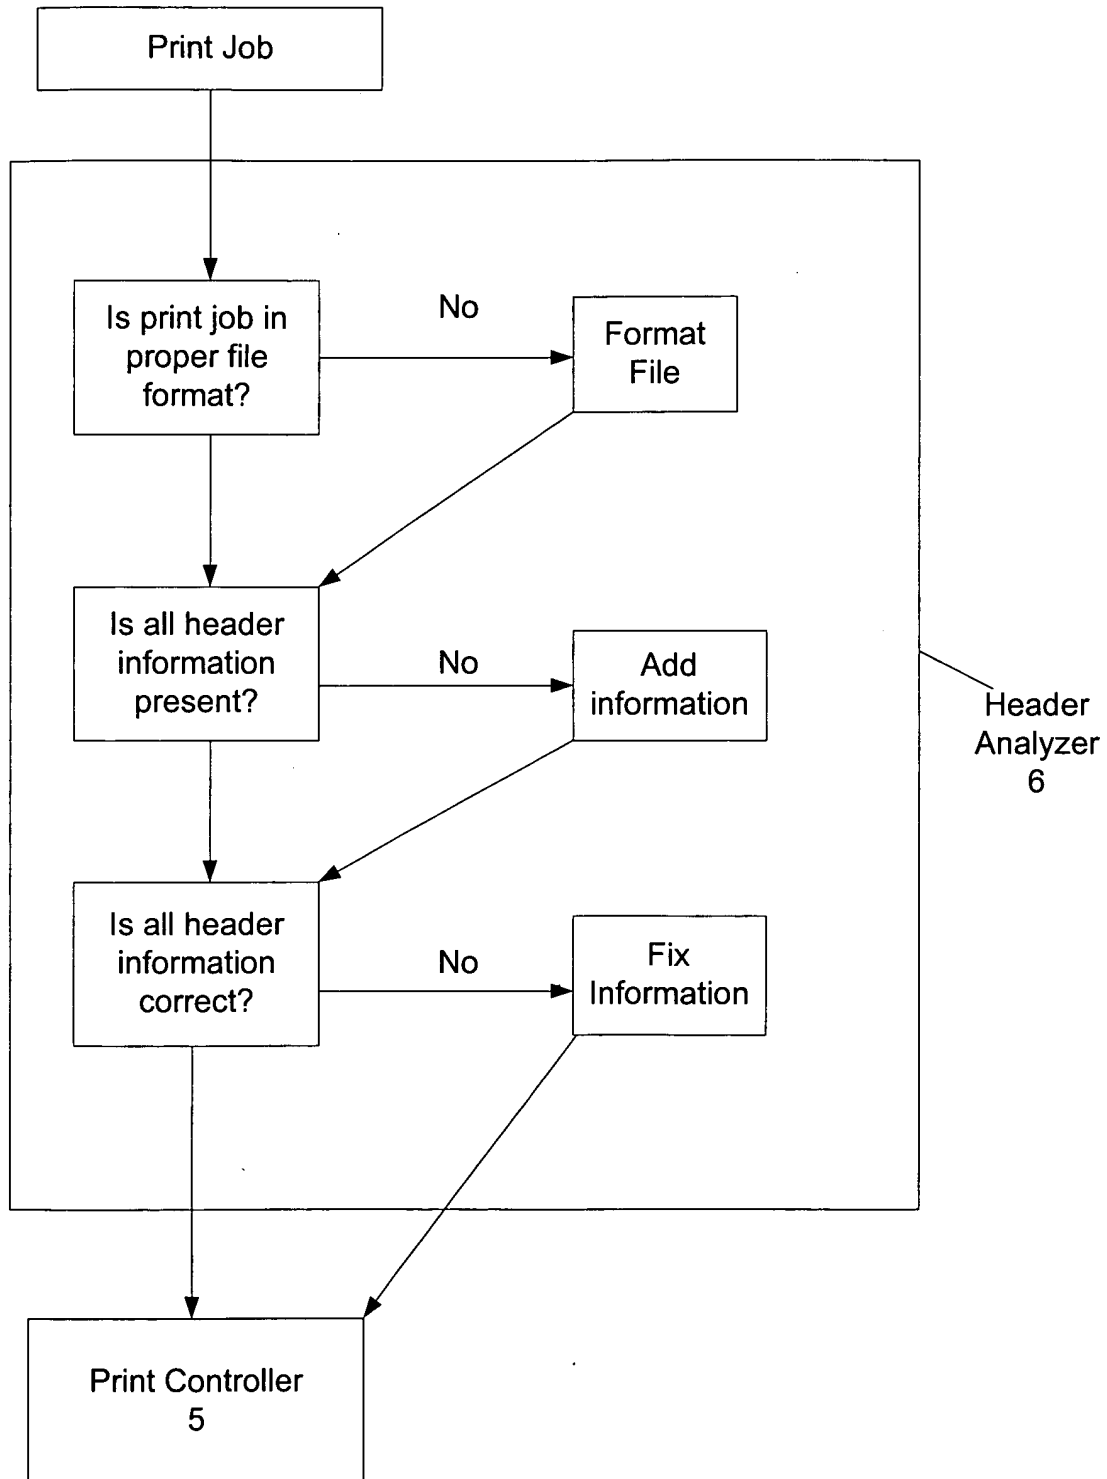 Print Job
Is print job in
proper file
format?
No
Format
File
Is all header
information
present?
No
Add
information
Header
Analyzer
6
Is all header
information
correct?
No
Fix
Information
Print Controller
5